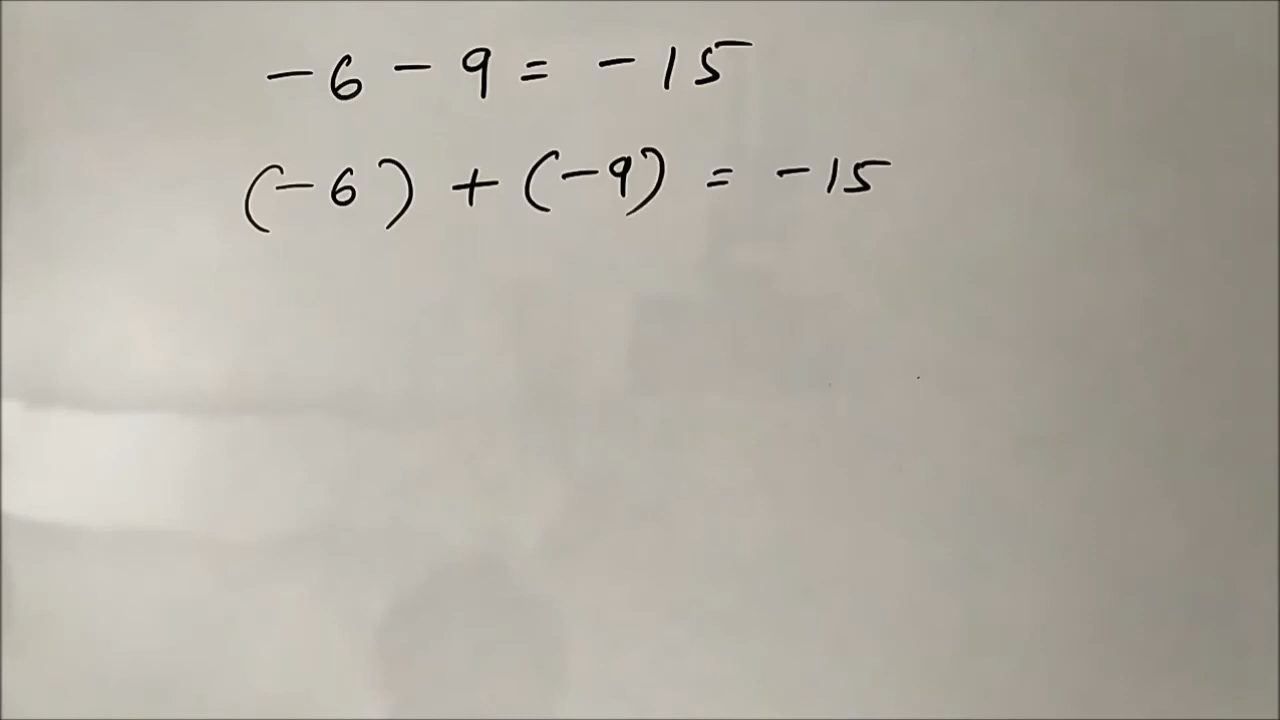 -6 - 9 = -15
(-6) + (-9) = -15